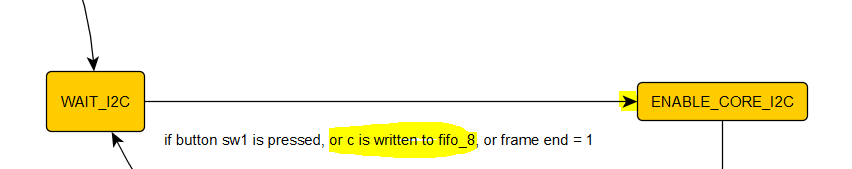 WAIT_I2C
ENABLE_CORE_I2C
if button sw1 is pressed, or c is written to fifo_8, or frame end = 1